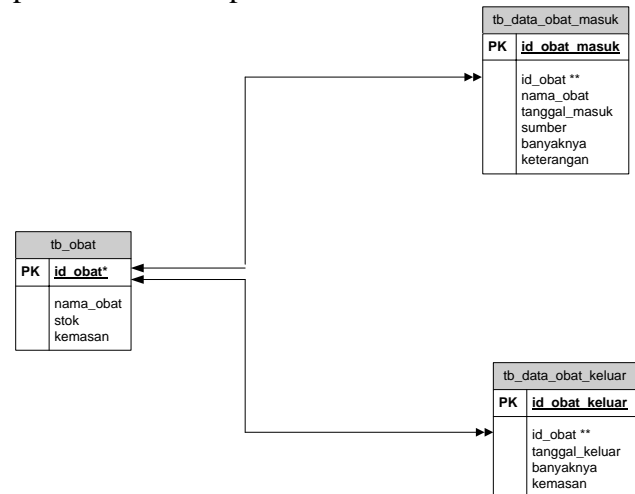 tb_data_obat_masuk
PK id_obat_masuk
id_obat **
nama_obat
tanggal_masuk
sumber
banyaknya
keterangan
tb_obat
PK id_obat*
nama_obat
stok
kemasan
tb_data_obat_keluar
PK id_obat_keluar
id_obat **
tanggal_keluar
banyaknya
kemasan